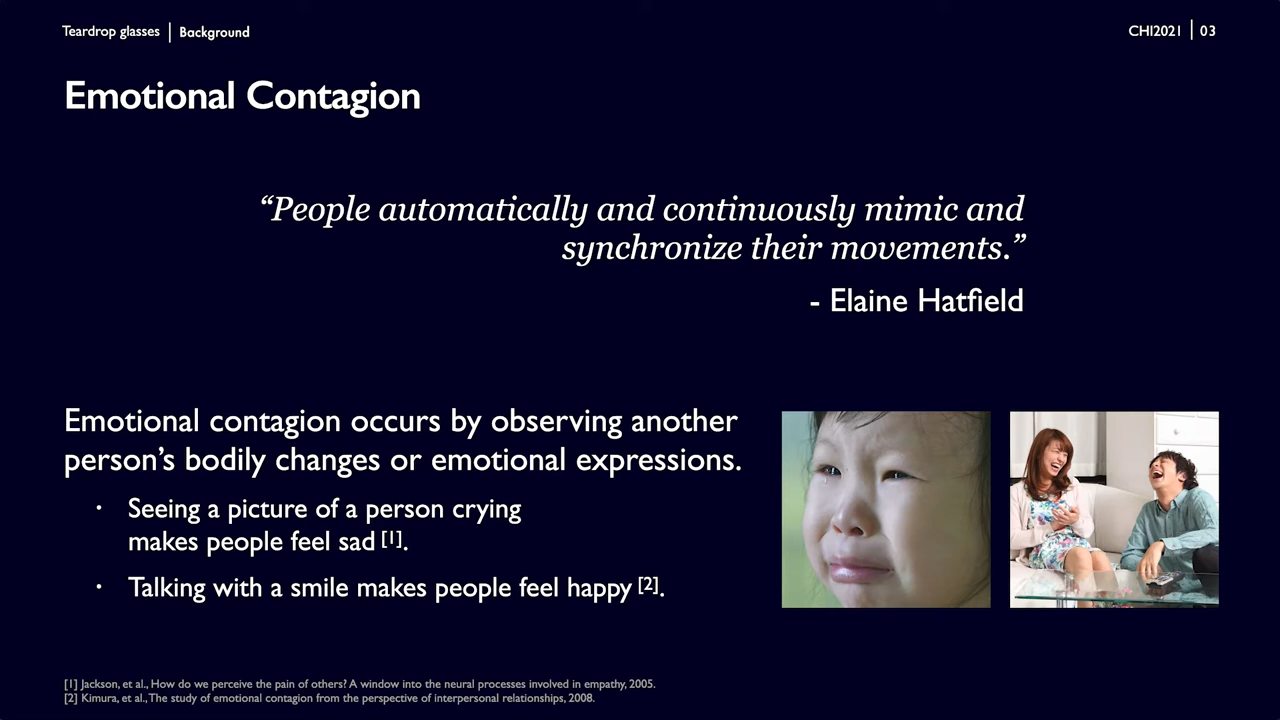 Teardrop glasses | Background
CHI2021 | 03
Emotional Contagion
“People automatically and continuously mimic and
synchronize their movements.”
- Elaine Hatfield
Emotional contagion occurs by observing another
person’s bodily changes or emotional expressions.
· Seeing a picture of a person crying
makes people feel sad [1].
· Talking with a smile makes people feel happy [2].
[1] Jackson, et al., How do we perceive the pain of others? A window into the neural processes involved in empathy, 2005.
[2] Kimura, et al., The study of emotional contagion from the perspective of interpersonal relationships, 2008.